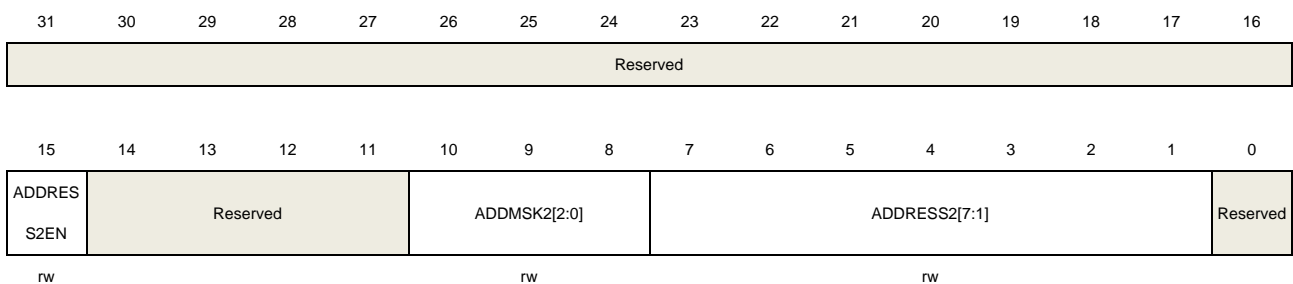 31 30 29 28 27 26 25 24 23 22 21 20 19 18 17 16
Reserved
15 14 13 12 11 10 9 8 7 6 5 4 3 2 1 0
ADDRES
S2EN
Reserved
ADDMSK2[2:0]
ADDRESS2[7:1]
Reserved
rw rw rw